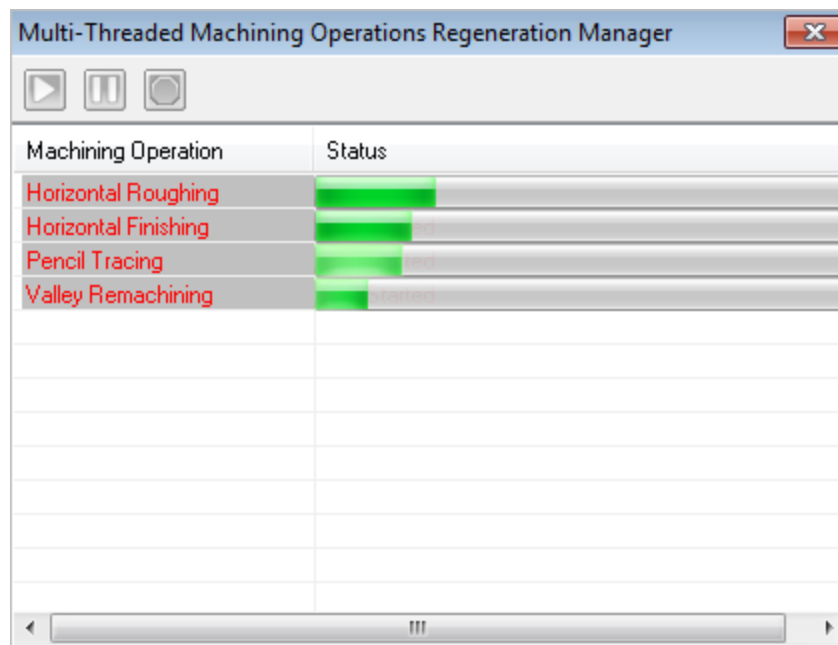 Multi-Threaded Machining Operations Regeneration Manager
Machining Operation Status
Horizontal Roughing
Horizontal Finishing
Pencil Tracing
Valley Remachining